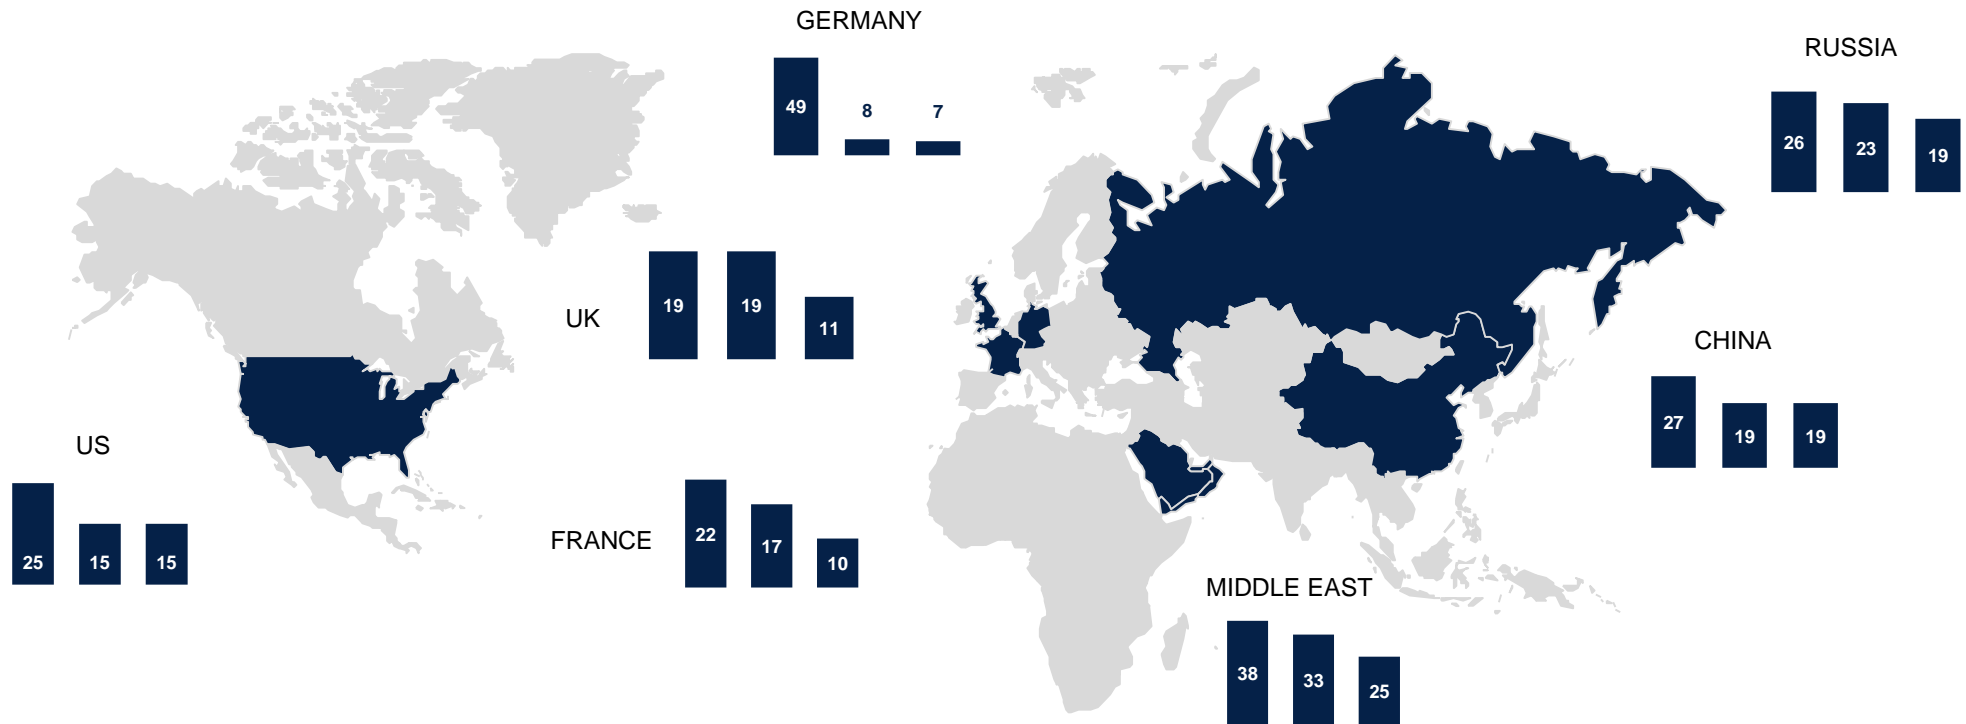 GERMANY
49 8 7
RUSSIA
26 23 19
UK
19 19 11
CHINA
27 19 19
US
25 15 15
FRANCE
22 17 10
MIDDLE EAST
38 33 25